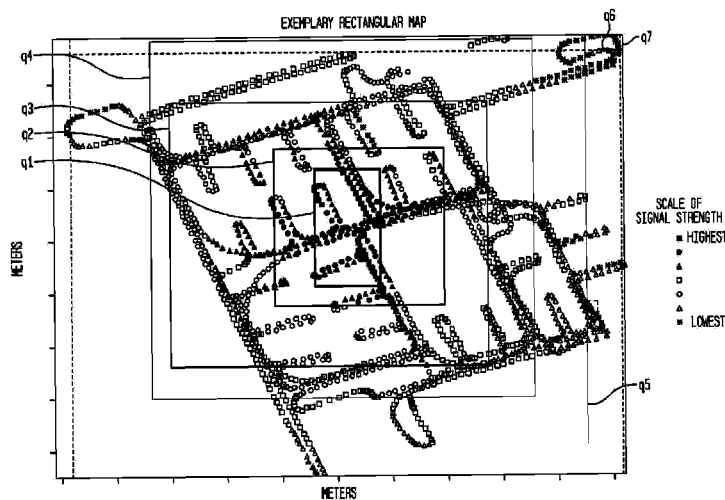 EXEMPLARY RECTANGULAR MAP
q6
q7
q4
q3
q2
q1
SCALE OF
SIGNAL STRENGTH
HIGHEST
LOWEST
METERS
q5
METERS